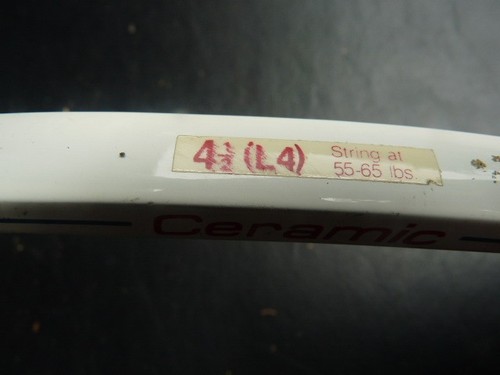 4½ (L4)
String at
55-65 lbs.
Ceramic